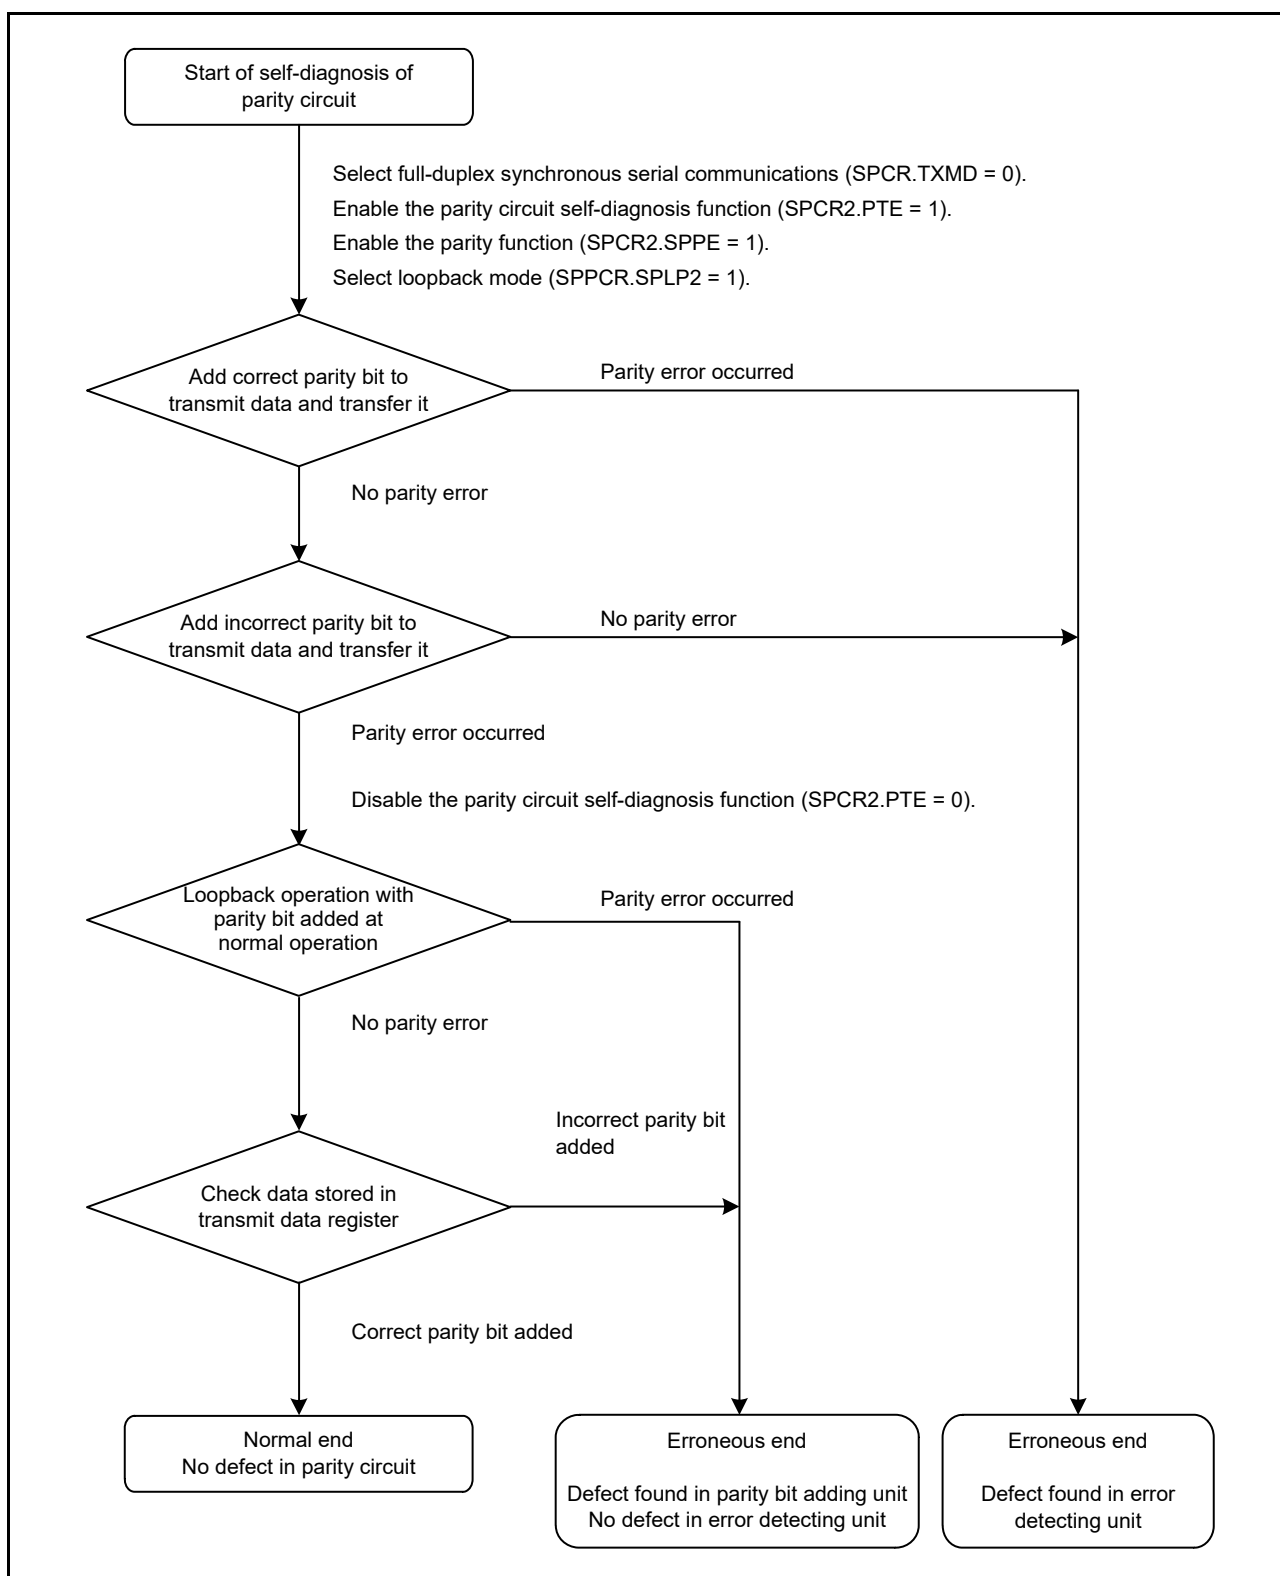 Start of self-diagnosis of
parity circuit
Select full-duplex synchronous serial communications (SPCR.TXMD = 0).
Enable the parity circuit self-diagnosis function (SPCR2.PTE = 1).
Enable the parity function (SPCR2.SPPE = 1).
Select loopback mode (SPPCR.SPLP2 = 1).
Add correct parity bit to
transmit data and transfer it
Parity error occurred
No parity error
Add incorrect parity bit to
transmit data and transfer it
No parity error
Parity error occurred
Disable the parity circuit self-diagnosis function (SPCR2.PTE = 0).
Loopback operation with
parity bit added at
normal operation
Parity error occurred
No parity error
Incorrect parity bit
added
Check data stored in
transmit data register
Correct parity bit added
Normal end
No defect in parity circuit
Erroneous end
Defect found in parity bit adding unit
No defect in error detecting unit
Erroneous end
Defect found in error
detecting unit